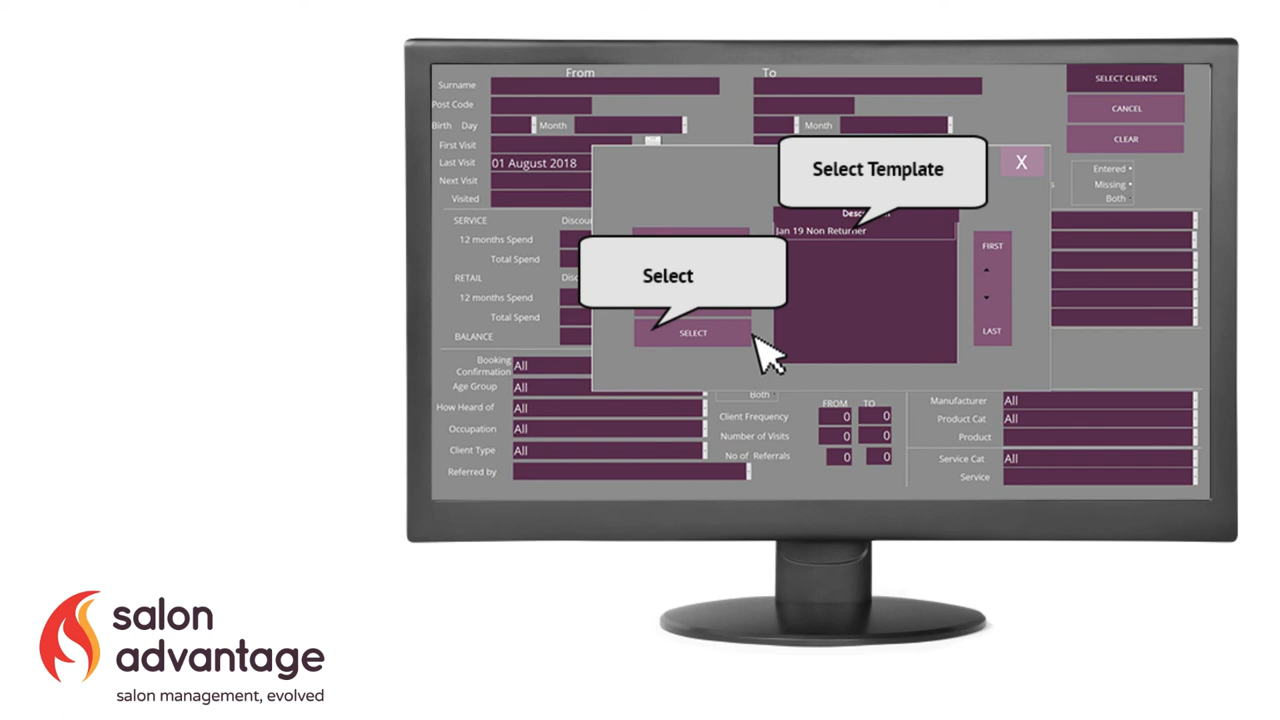 From To
Surname
Post Code
Birth Day Month Month
First Visit
Last Visit 01 August 2018
Next Visit
Visited
SELECT CLIENTS
CANCEL
CLEAR
Entered
Missing
Both
X
Select Template
Jan 19 Non Returner
Select
SELECT
FIRST
LAST
SERVICE
12 months Spend
Total Spend
RETAIL
12 months Spend
Total Spend
BALANCE
Booking
Confirmation All
Age Group All
How Heard of All
Occupation All
Client Type All
Referred by
Both
FROM TO
Client Frequency 0 0
Number of Visits 0 0
No of Referrals 0 0
Manufacturer All
Product Cat All
Product
Service Cat All
Service
salon
advantage
salon management, evolved